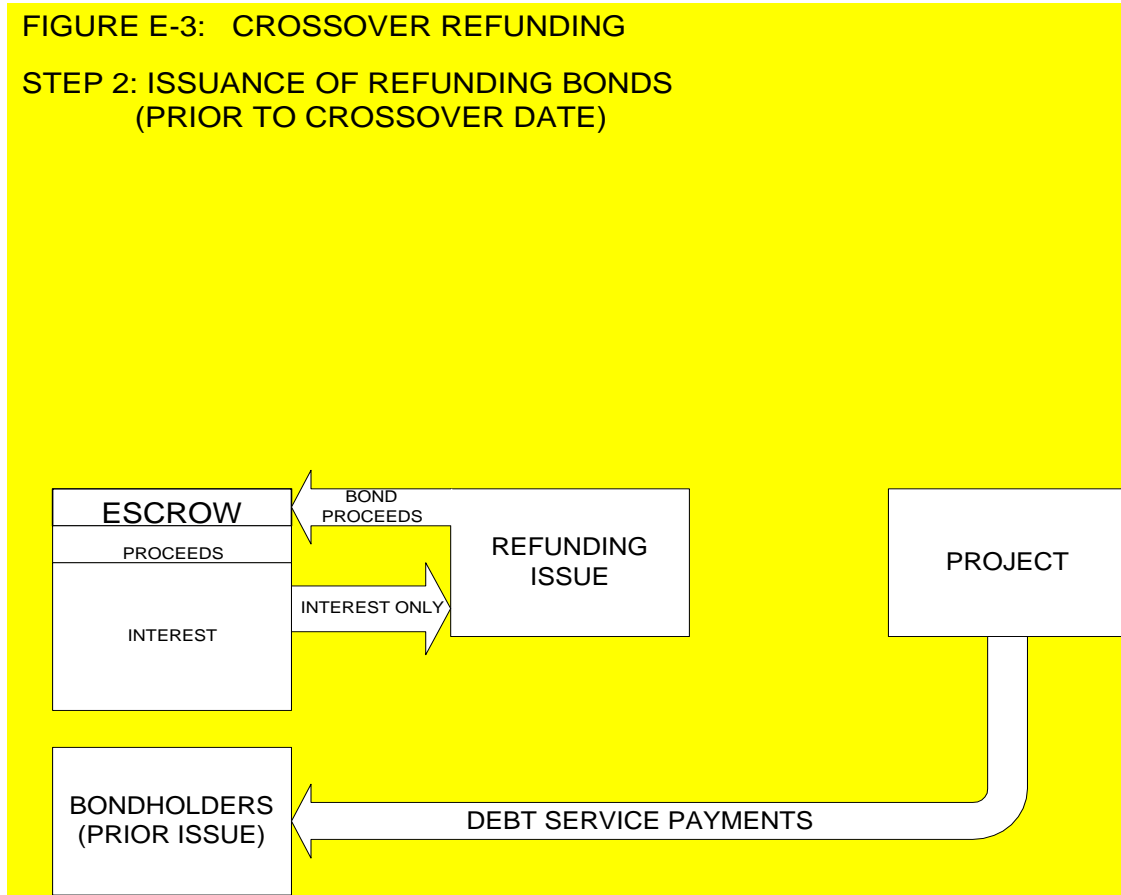 FIGURE E-3: CROSSOVER REFUNDING
STEP 2: ISSUANCE OF REFUNDING BONDS
(PRIOR TO CROSSOVER DATE)
ESCROW
PROCEEDS
INTEREST
BOND
PROCEEDS
INTEREST ONLY
REFUNDING
ISSUE
PROJECT
BONDHOLDERS
(PRIOR ISSUE)
DEBT SERVICE PAYMENTS